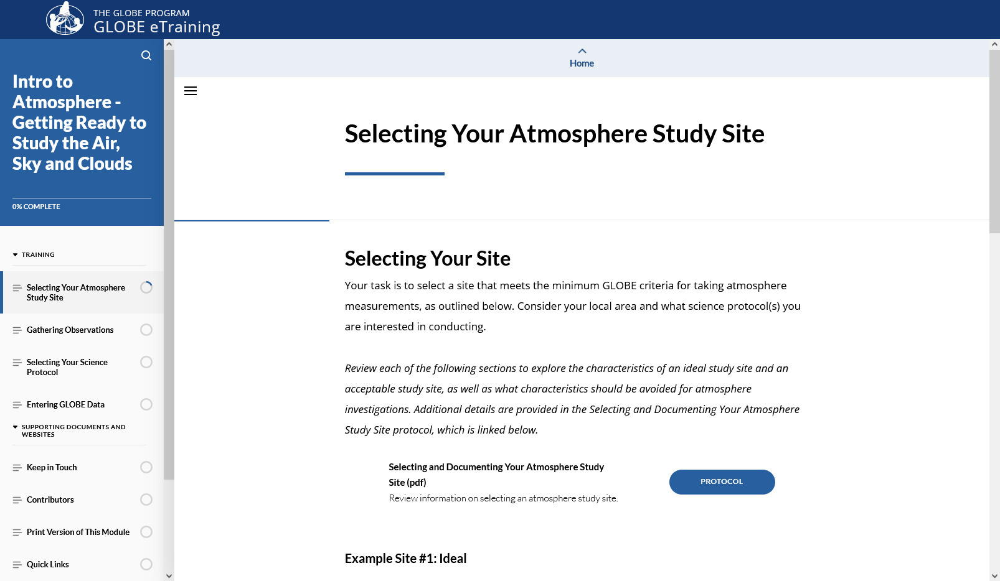 THE GLOBE PROGRAM
GLOBE eTraining
Intro to
Atmosphere -
Getting Ready to
Study the Air,
Sky and Clouds
0% COMPLETE
TRAINING
Selecting Your Atmosphere
Study Site
Gathering Observations
Selecting Your Science
Protocol
Entering GLOBE Data
SUPPORTING DOCUMENTS AND
WEBSITES
Keep in Touch
Contributors
Print Version of This Module
Quick Links
Home
Selecting Your Atmosphere Study Site
Selecting Your Site
Your task is to select a site that meets the minimum GLOBE criteria for taking atmosphere
measurements, as outlined below. Consider your local area and what science protocol(s) you
are interested in conducting.
Review each of the following sections to explore the characteristics of an ideal study site and an
acceptable study site, as well as what characteristics should be avoided for atmosphere
investigations. Additional details are provided in the Selecting and Documenting Your Atmosphere
Study Site protocol, which is linked below.
Selecting and Documenting Your Atmosphere Study
Site (pdf)
Review information on selecting an atmosphere study site.
PROTOCOL
Example Site #1: Ideal